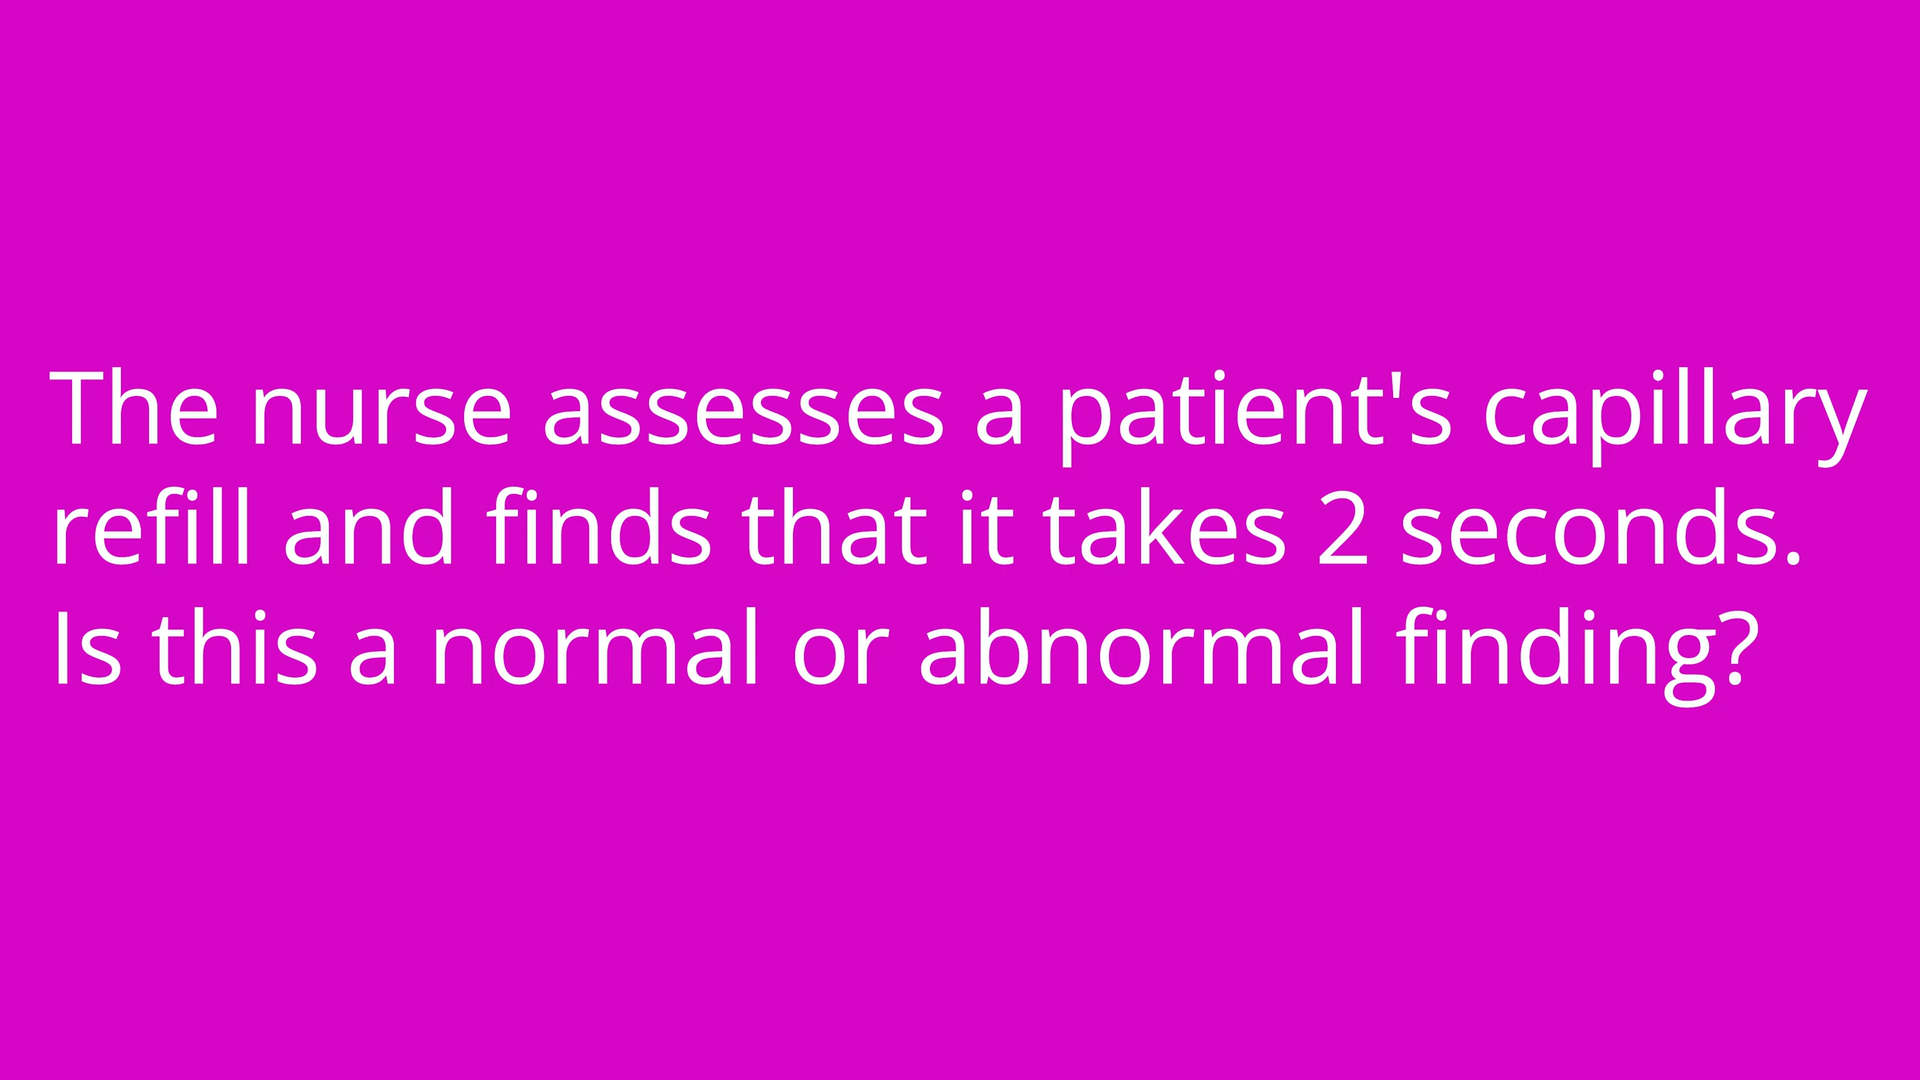 The nurse assesses a patient's capillary
refill and finds that it takes 2 seconds.
Is this a normal or abnormal finding?